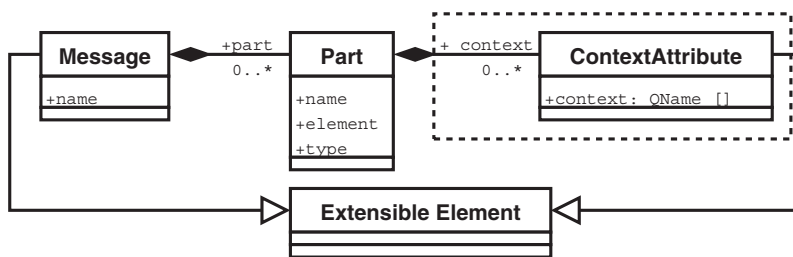 Message
+name
+part
0..*
Part
+name
+element
+type
+ context
0..*
ContextAttribute
+context: QName []
Extensible Element